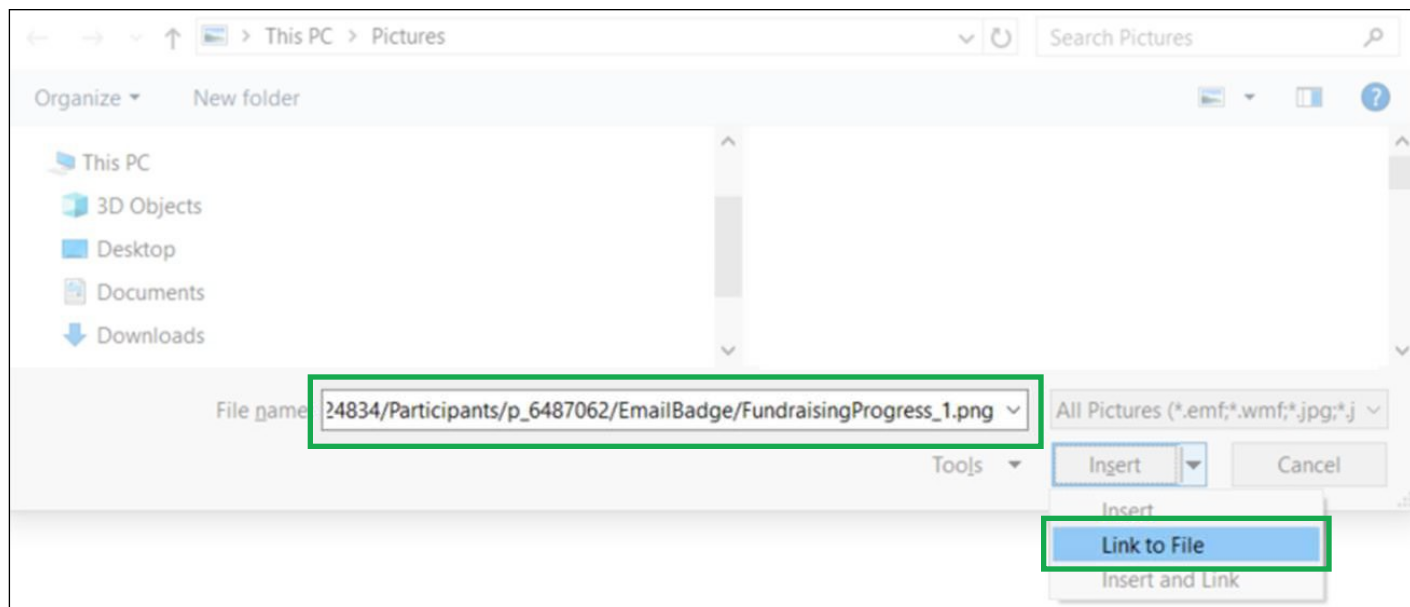 This PC > Pictures
Search Pictures
Organize
New folder
This PC
3D Objects
Desktop
Documents
Downloads
File name: 24834/Participants/p_6487062/EmailBadge/FundraisingProgress_1.png
All Pictures (*.emf;*.wmf;*.jpg;*.j
Tools
Insert
Cancel
Insert
Link to File
Insert and Link